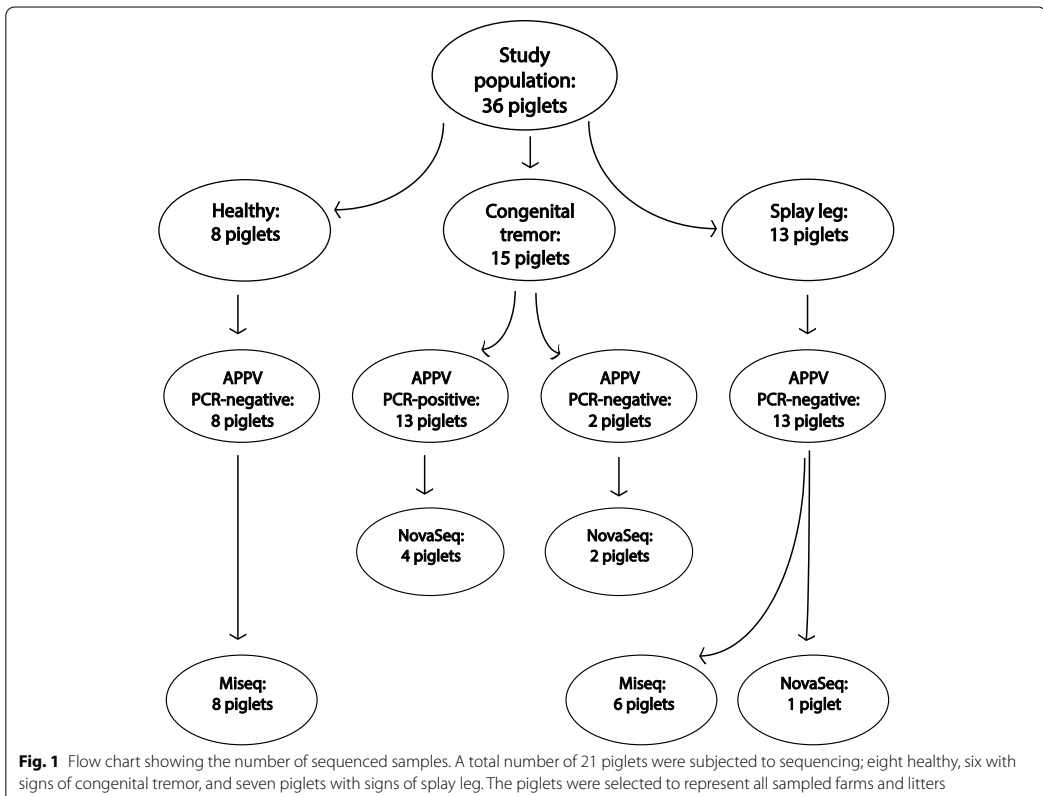 Study
population:
36 piglets
Healthy:
8 piglets
Congenital
tremor:
15 piglets
Splay leg:
13 piglets
APPV
PCR-negative:
8 piglets
APPV
PCR-positive:
13 piglets
APPV
PCR-negative:
2 piglets
APPV
PCR-negative:
13 piglets
NovaSeq:
4 piglets
NovaSeq:
2 piglets
Miseq:
8 piglets
Miseq:
6 piglets
NovaSeq:
1 piglet
Fig. 1 Flow chart showing the number of sequenced samples. A total number of 21 piglets were subjected to sequencing; eight healthy, six with
signs of congenital tremor, and seven piglets with signs of splay leg. The piglets were selected to represent all sampled farms and litters